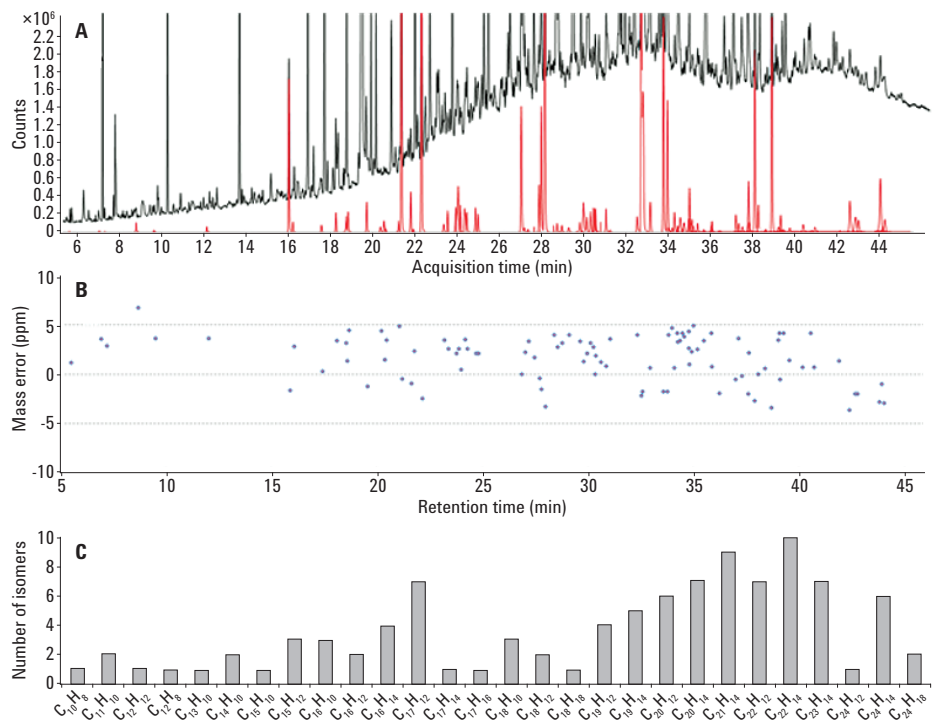 ×10⁶
A
2.2
2.0
1.8
1.6
1.4
1.2
1.0
0.8
0.6
0.4
0.2
0
Counts
6 8 10 12 14 16 18 20 22 24 26 28 30 32 34 36 38 40 42 44
Acquisition time (min)
B
10
5
0
-5
-10
Mass error (ppm)
5 10 15 20 25 30 35 40 45
Retention time (min)
C
10
8
6
4
2
0
Number of isomers
C₁₀H₈
C₁₁H₁₀
C₁₂H₁₂
C₁₂H₈
C₁₃H₁₀
C₁₄H₁₀
C₁₅H₁₀
C₁₅H₁₂
C₁₆H₁₀
C₁₆H₁₂
C₁₆H₁₄
C₁₇H₁₂
C₁₇H₁₄
C₁₇H₁₆
C₁₈H₁₀
C₁₈H₁₂
C₁₈H₁₈
C₁₉H₁₂
C₁₉H₁₄
C₂₀H₁₂
C₂₀H₁₄
C₂₁H₁₄
C₂₂H₁₂
C₂₂H₁₄
C₂₃H₁₄
C₂₄H₁₂
C₂₄H₁₄
C₂₄H₁₈